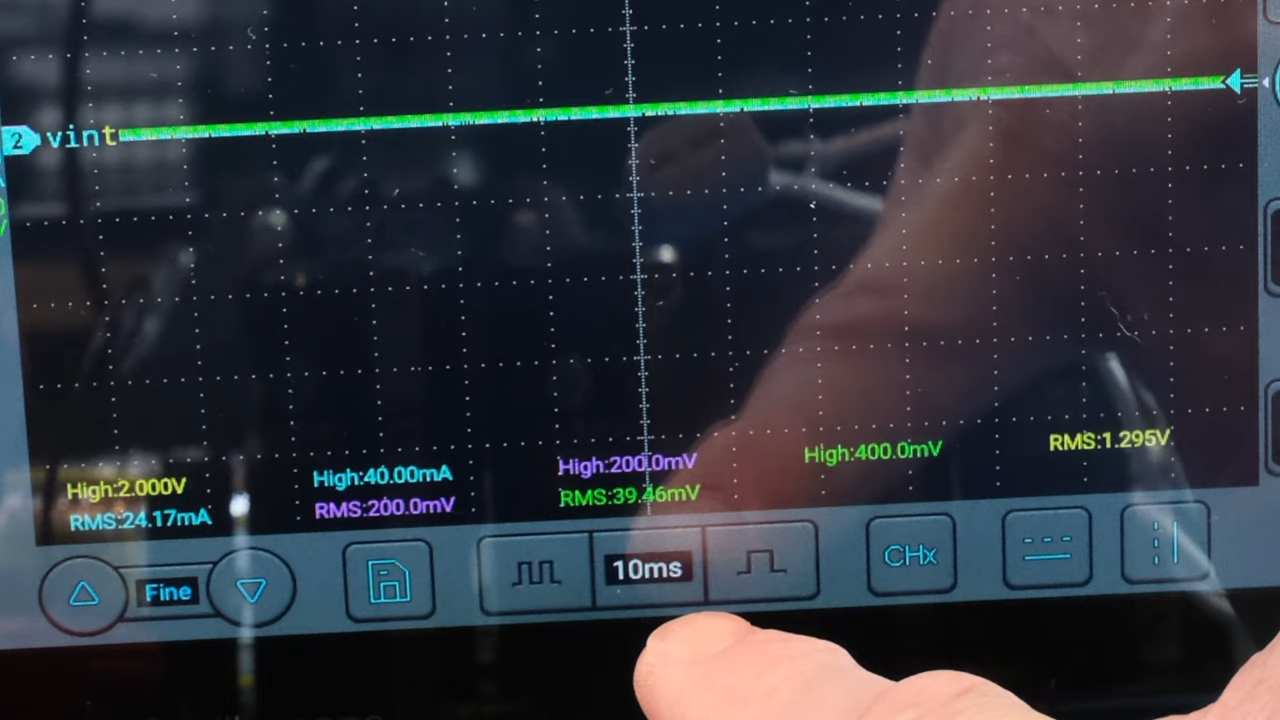 2 vint
High:2.000V High:40.00mA High:200.0mV High:400.0mV RMS:1.295V
RMS:24.17mA RMS:200.0mV RMS:39.46mV
Fine 10ms CHx